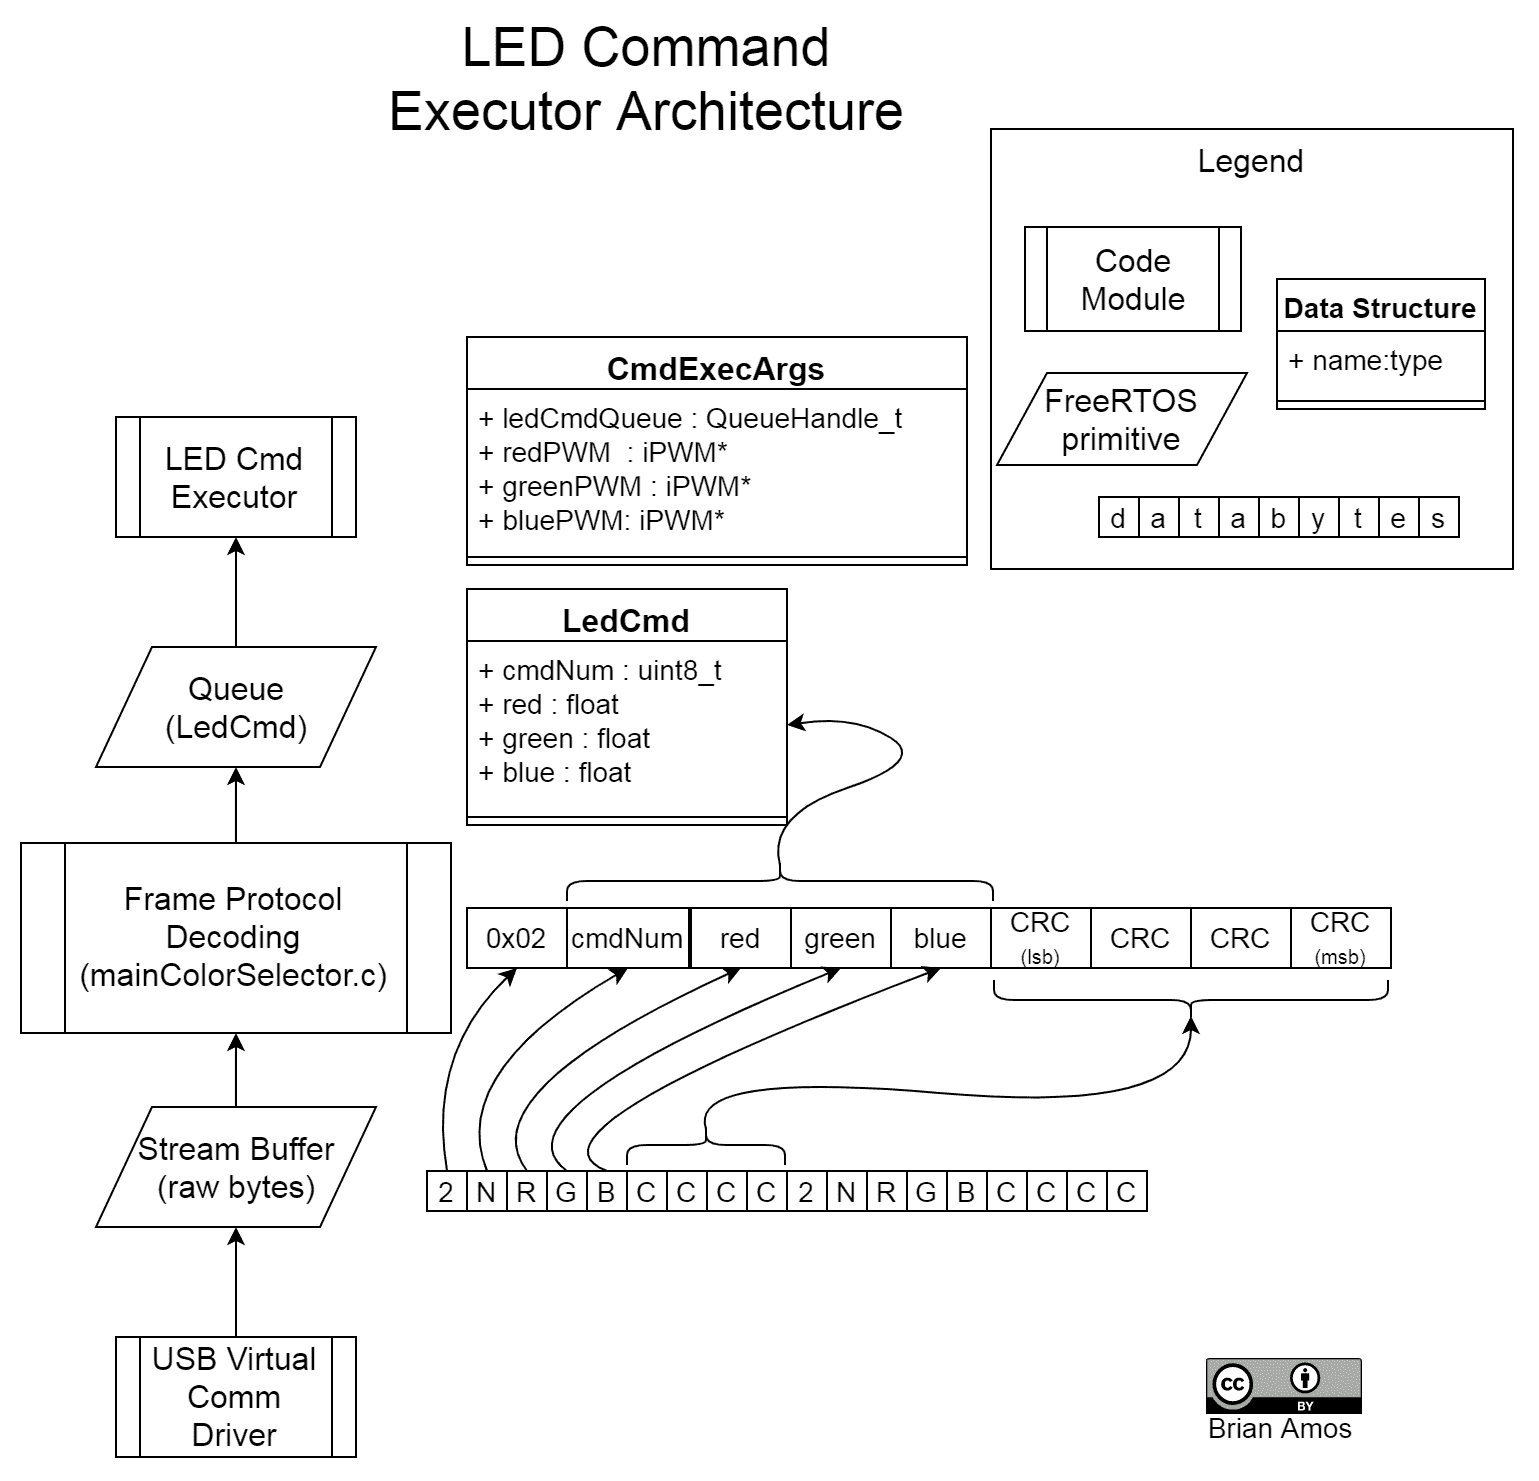 LED Command
Executor Architecture
Legend
Code
Module
Data Structure
+ name:type
FreeRTOS
primitive
d a t a b y t e s
CmdExecArgs
+ ledCmdQueue : QueueHandle_t
+ redPWM : iPWM*
+ greenPWM : iPWM*
+ bluePWM: iPWM*
LED Cmd
Executor
LedCmd
+ cmdNum : uint8_t
+ red : float
+ green : float
+ blue : float
Queue
(LedCmd)
Frame Protocol
Decoding
(mainColorSelector.c)
0x02 cmdNum red green blue CRC CRC CRC CRC
(lsb) (msb)
Stream Buffer
(raw bytes)
2 N R G B C C C C 2 N R G B C C C C
USB Virtual
Comm
Driver
cc
BY
Brian Amos